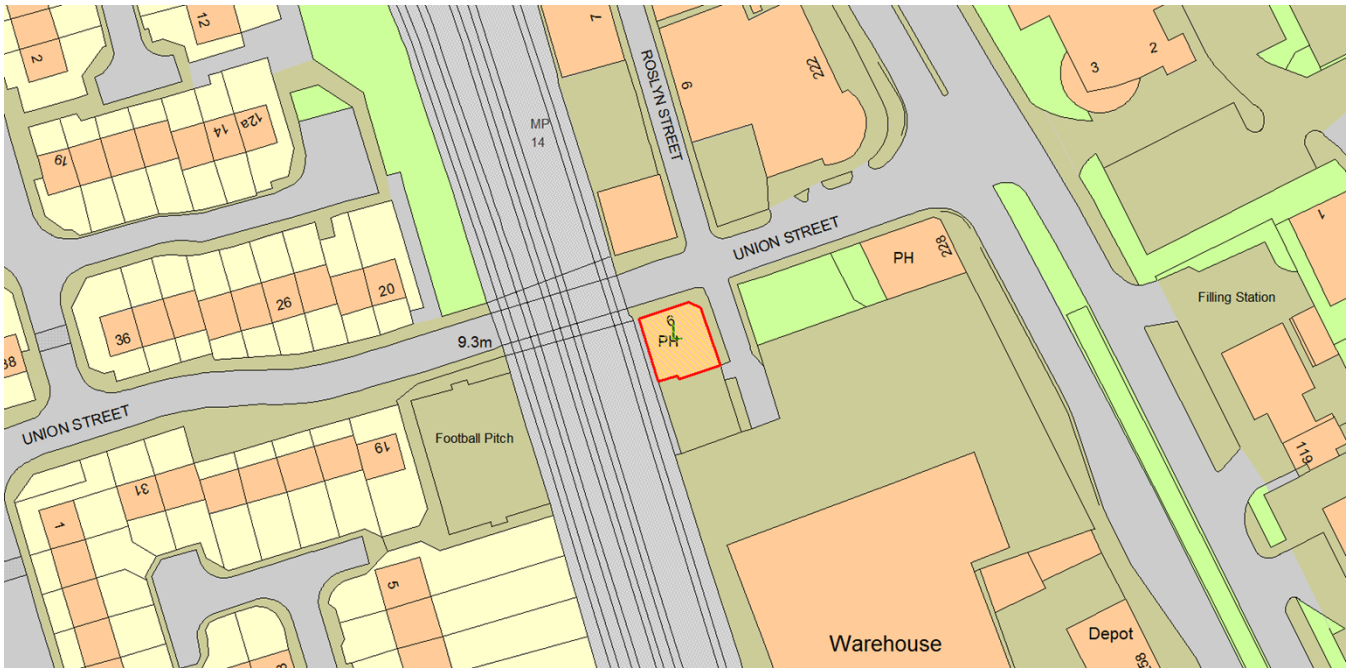 12
2
7
ROSLYN STREET
6
222
3
2
MP
14
12a
14
19
1
UNION STREET
PH
228
Filling Station
20
26
36
38
9.3m
6
PH
UNION STREET
Football Pitch
19
31
1
5
119
Warehouse
Depot
258